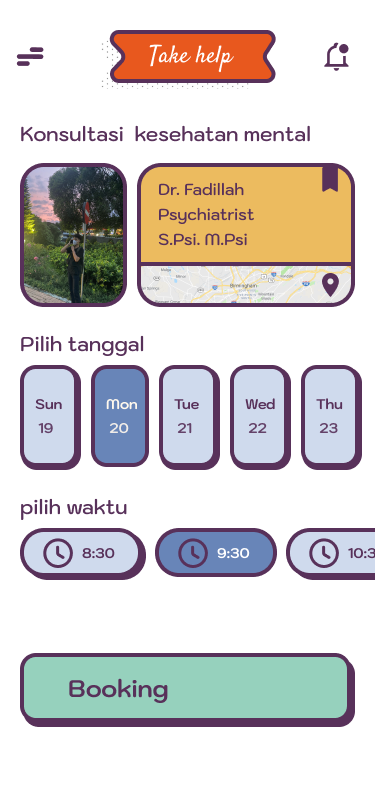 Take help
Konsultasi kesehatan mental
Dr. Fadillah
Psychiatrist
S.Psi. M.Psi
Birmingham
Pilih tanggal
Sun
19
Mon
20
Tue
21
Wed
22
Thu
23
pilih waktu
8:30
9:30
10:3
Booking